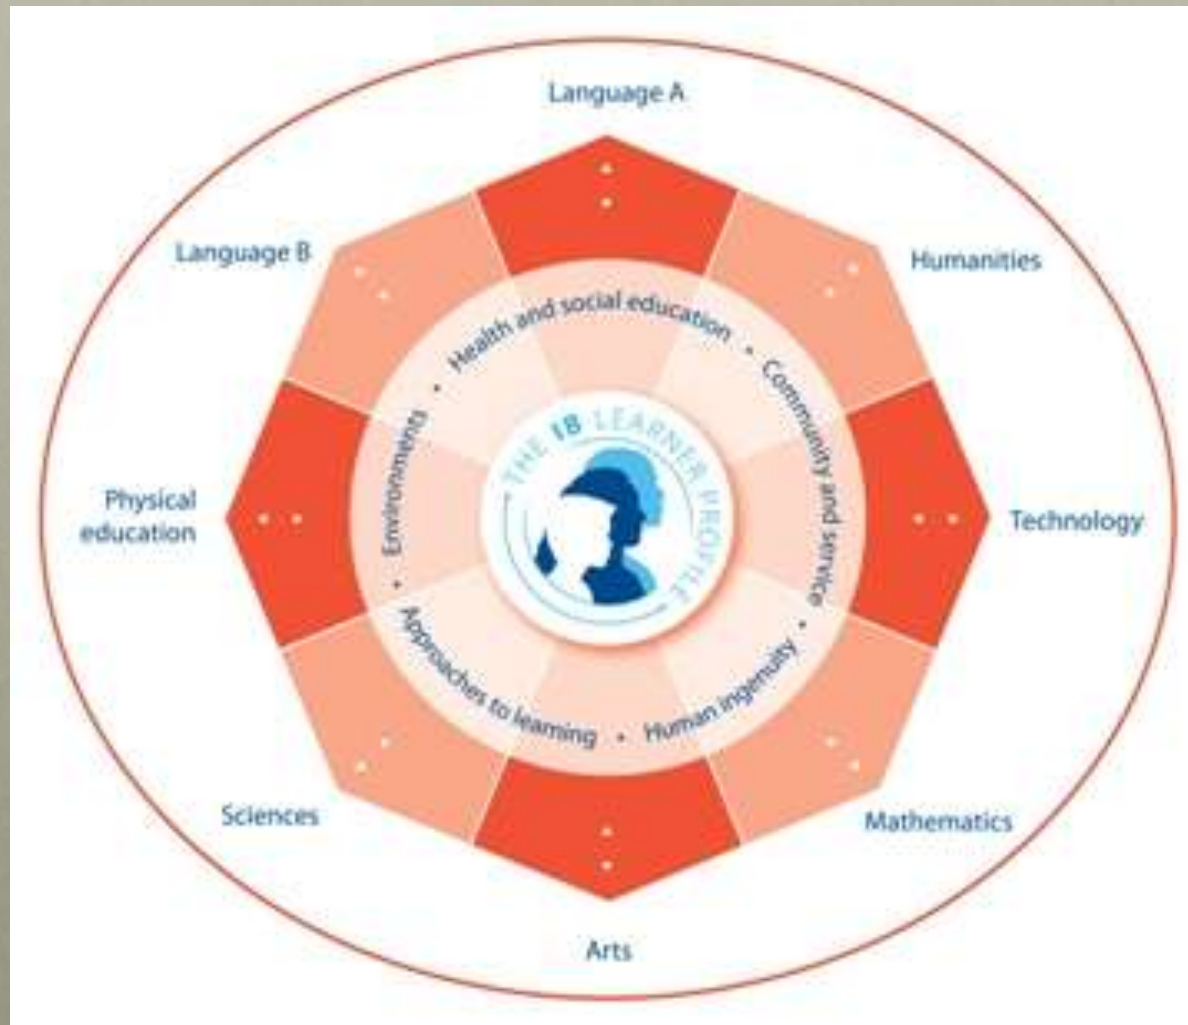 Language A
Language B
Humanities
Health and social education
Community and service
Environments
THE IB LEARNER PROFILE
Physical
education
Technology
Approaches to learning
Human ingenuity
Sciences
Mathematics
Arts